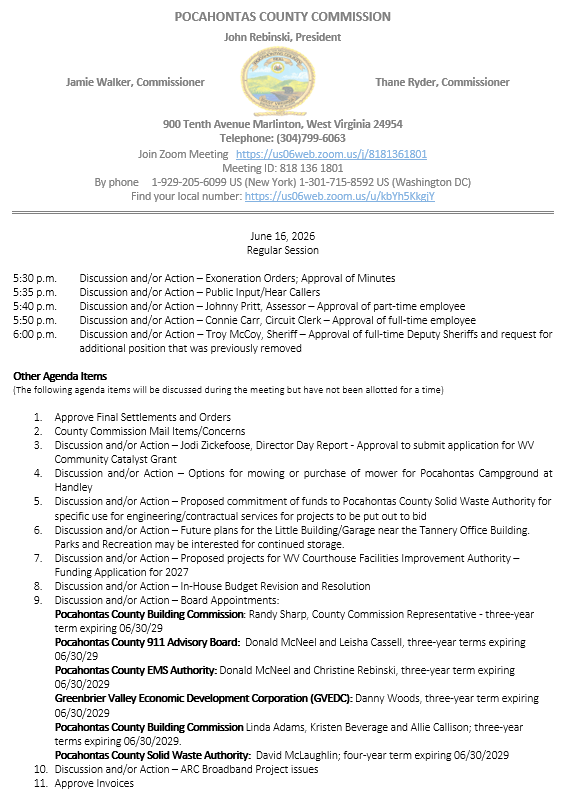 POCAHONTAS COUNTY COMMISSION
John Rebinski, President
Jamie Walker, Commissioner
Thane Ryder, Commissioner
900 Tenth Avenue Marlinton, West Virginia 24954
Telephone: (304)799-6063
Join Zoom Meeting https://us06web.zoom.us/j/8181361801
Meeting ID: 818 136 1801
By phone 1-929-205-6099 US (New York) 1-301-715-8592 US (Washington DC)
Find your local number: https://us06web.zoom.us/u/kbYh5KkgjY
June 16, 2026
Regular Session
5:30 p.m. Discussion and/or Action – Exoneration Orders; Approval of Minutes
5:35 p.m. Discussion and/or Action – Public Input/Hear Callers
5:40 p.m. Discussion and/or Action – Johnny Pritt, Assessor – Approval of part-time employee
5:50 p.m. Discussion and/or Action – Connie Carr, Circuit Clerk – Approval of full-time employee
6:00 p.m. Discussion and/or Action – Troy McCoy, Sheriff – Approval of full-time Deputy Sheriffs and request for
additional position that was previously removed
Other Agenda Items
(The following agenda items will be discussed during the meeting but have not been allotted for a time)
1. Approve Final Settlements and Orders
2. County Commission Mail Items/Concerns
3. Discussion and/or Action – Jodi Zickefoose, Director Day Report - Approval to submit application for WV
Community Catalyst Grant
4. Discussion and/or Action – Options for mowing or purchase of mower for Pocahontas Campground at
Handley
5. Discussion and/or Action – Proposed commitment of funds to Pocahontas County Solid Waste Authority for
specific use for engineering/contractual services for projects to be put out to bid
6. Discussion and/or Action – Future plans for the Little Building/Garage near the Tannery Office Building.
Parks and Recreation may be interested for continued storage.
7. Discussion and/or Action – Proposed projects for WV Courthouse Facilities Improvement Authority –
Funding Application for 2027
8. Discussion and/or Action – In-House Budget Revision and Resolution
9. Discussion and/or Action – Board Appointments:
Pocahontas County Building Commission: Randy Sharp, County Commission Representative - three-year
term expiring 06/30/29
Pocahontas County 911 Advisory Board: Donald McNeel and Leisha Cassell, three-year terms expiring
06/30/29
Pocahontas County EMS Authority: Donald McNeel and Christine Rebinski, three-year term expiring
06/30/2029
Greenbrier Valley Economic Development Corporation (GVEDC): Danny Woods, three-year term expiring
06/30/2029
Pocahontas County Building Commission Linda Adams, Kristen Beverage and Allie Callison; three-year
terms expiring 06/30/2029.
Pocahontas County Solid Waste Authority: David McLaughlin; four-year term expiring 06/30/2029
10. Discussion and/or Action – ARC Broadband Project issues
11. Approve Invoices